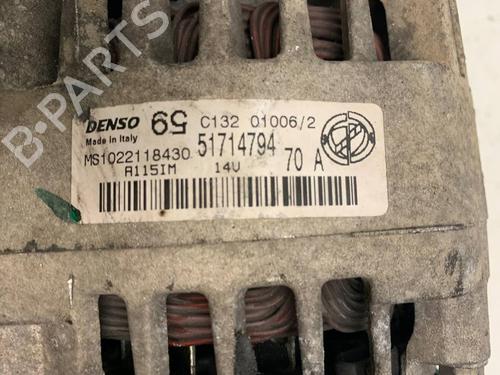 DENSO 59 C132 01006/2
Made in Italy
MS1022118430 51714794 70 A
A115IM 14V
B-PARTS